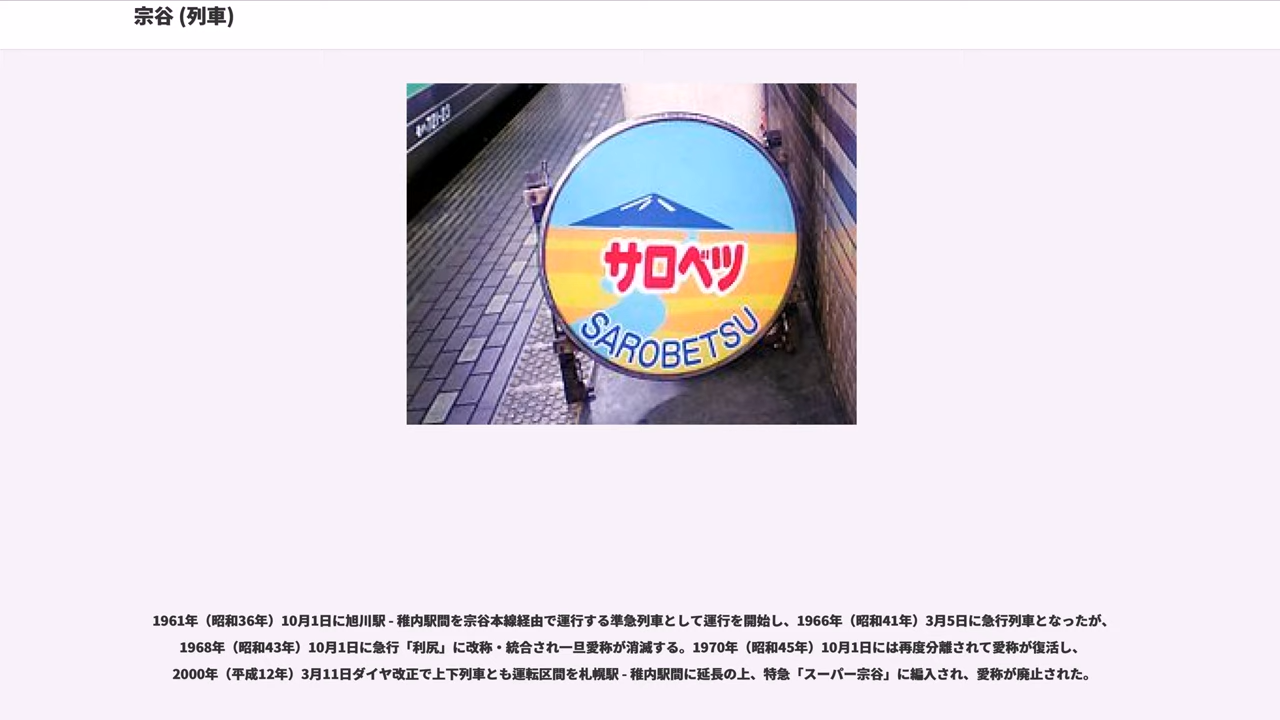 宗谷 (列車)
サロベツ
SAROBETSU
1961年（昭和36年）10月1日に旭川駅 - 稚内駅間を宗谷本線経由で運行する準急列車として運行を開始し、1966年（昭和41年）3月5日に急行列車となったが、
1968年（昭和43年）10月1日に急行「利尻」に改称・統合され一旦愛称が消滅する。1970年（昭和45年）10月1日には再度分離されて愛称が復活し、
2000年（平成12年）3月11日ダイヤ改正で上下列車とも運転区間を札幌駅 - 稚内駅間に延長の上、特急「スーパー宗谷」に編入され、愛称が廃止された。